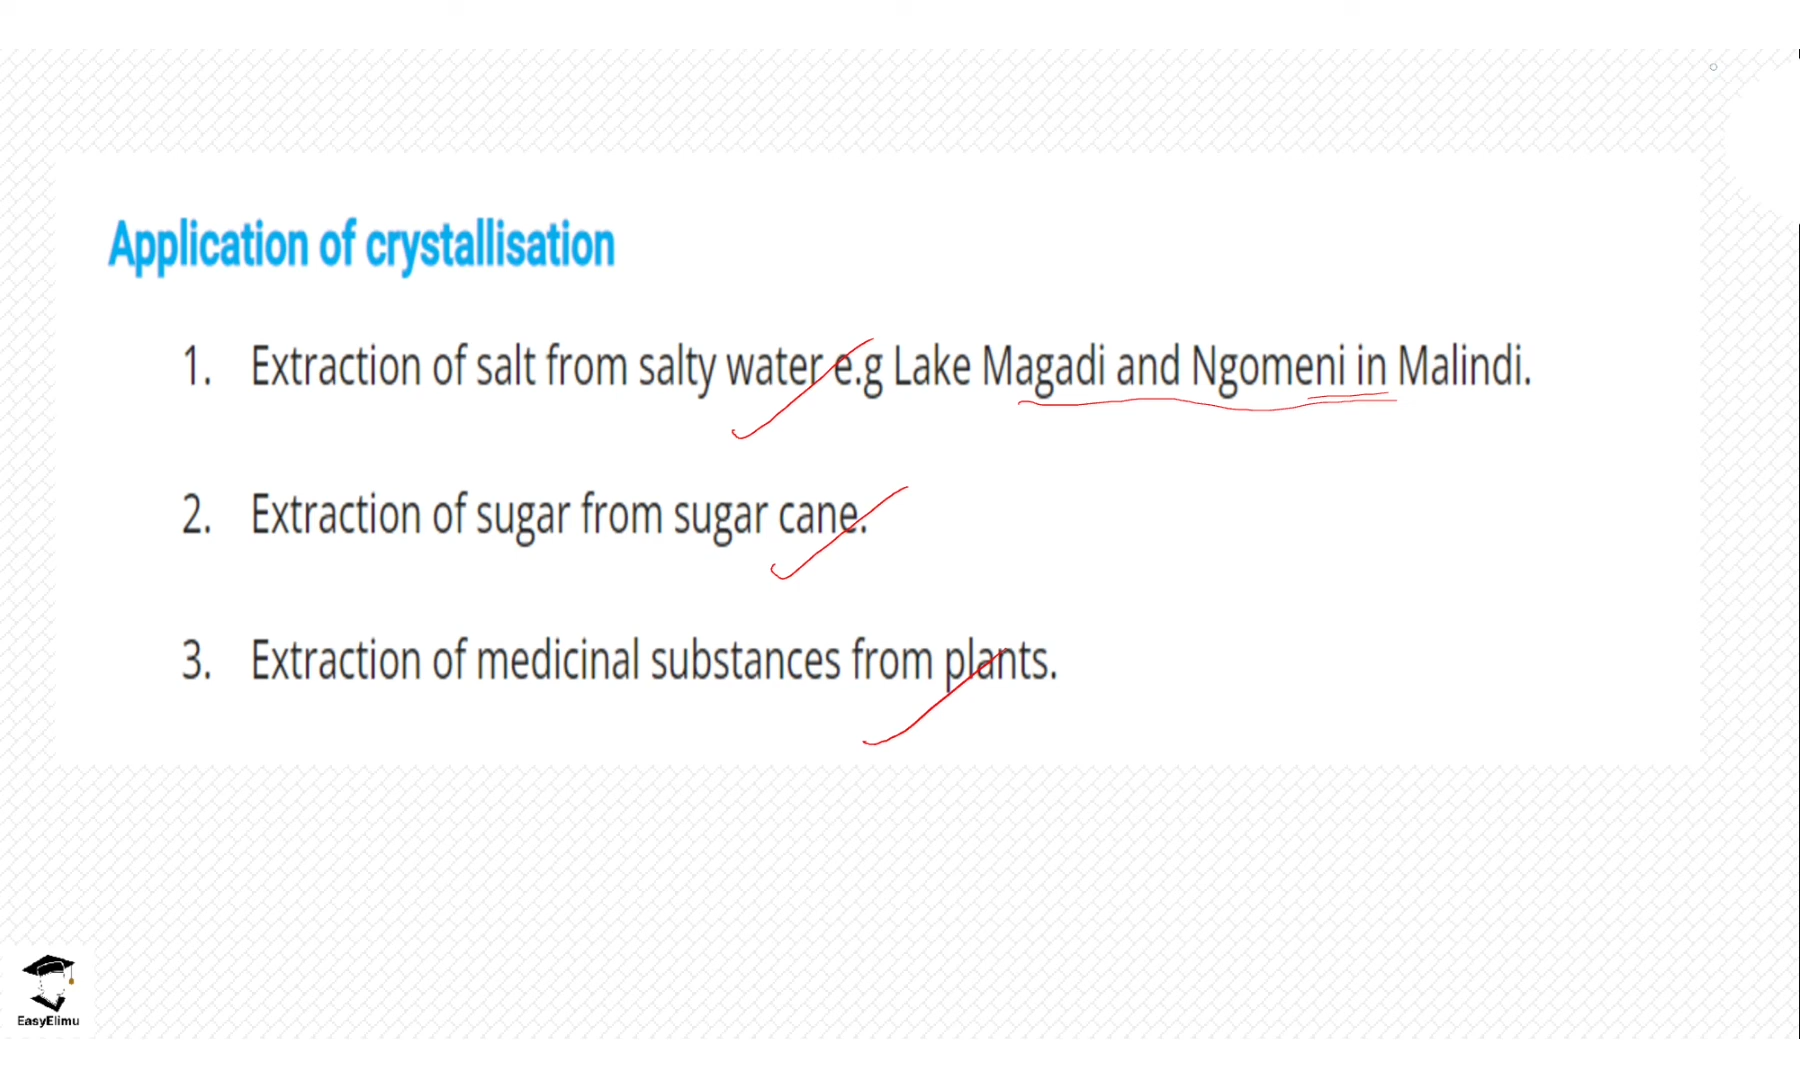 Application of crystallisation
1. Extraction of salt from salty water e.g Lake Magadi and Ngomeni in Malindi.
2. Extraction of sugar from sugar cane.
3. Extraction of medicinal substances from plants.
EasyElimu